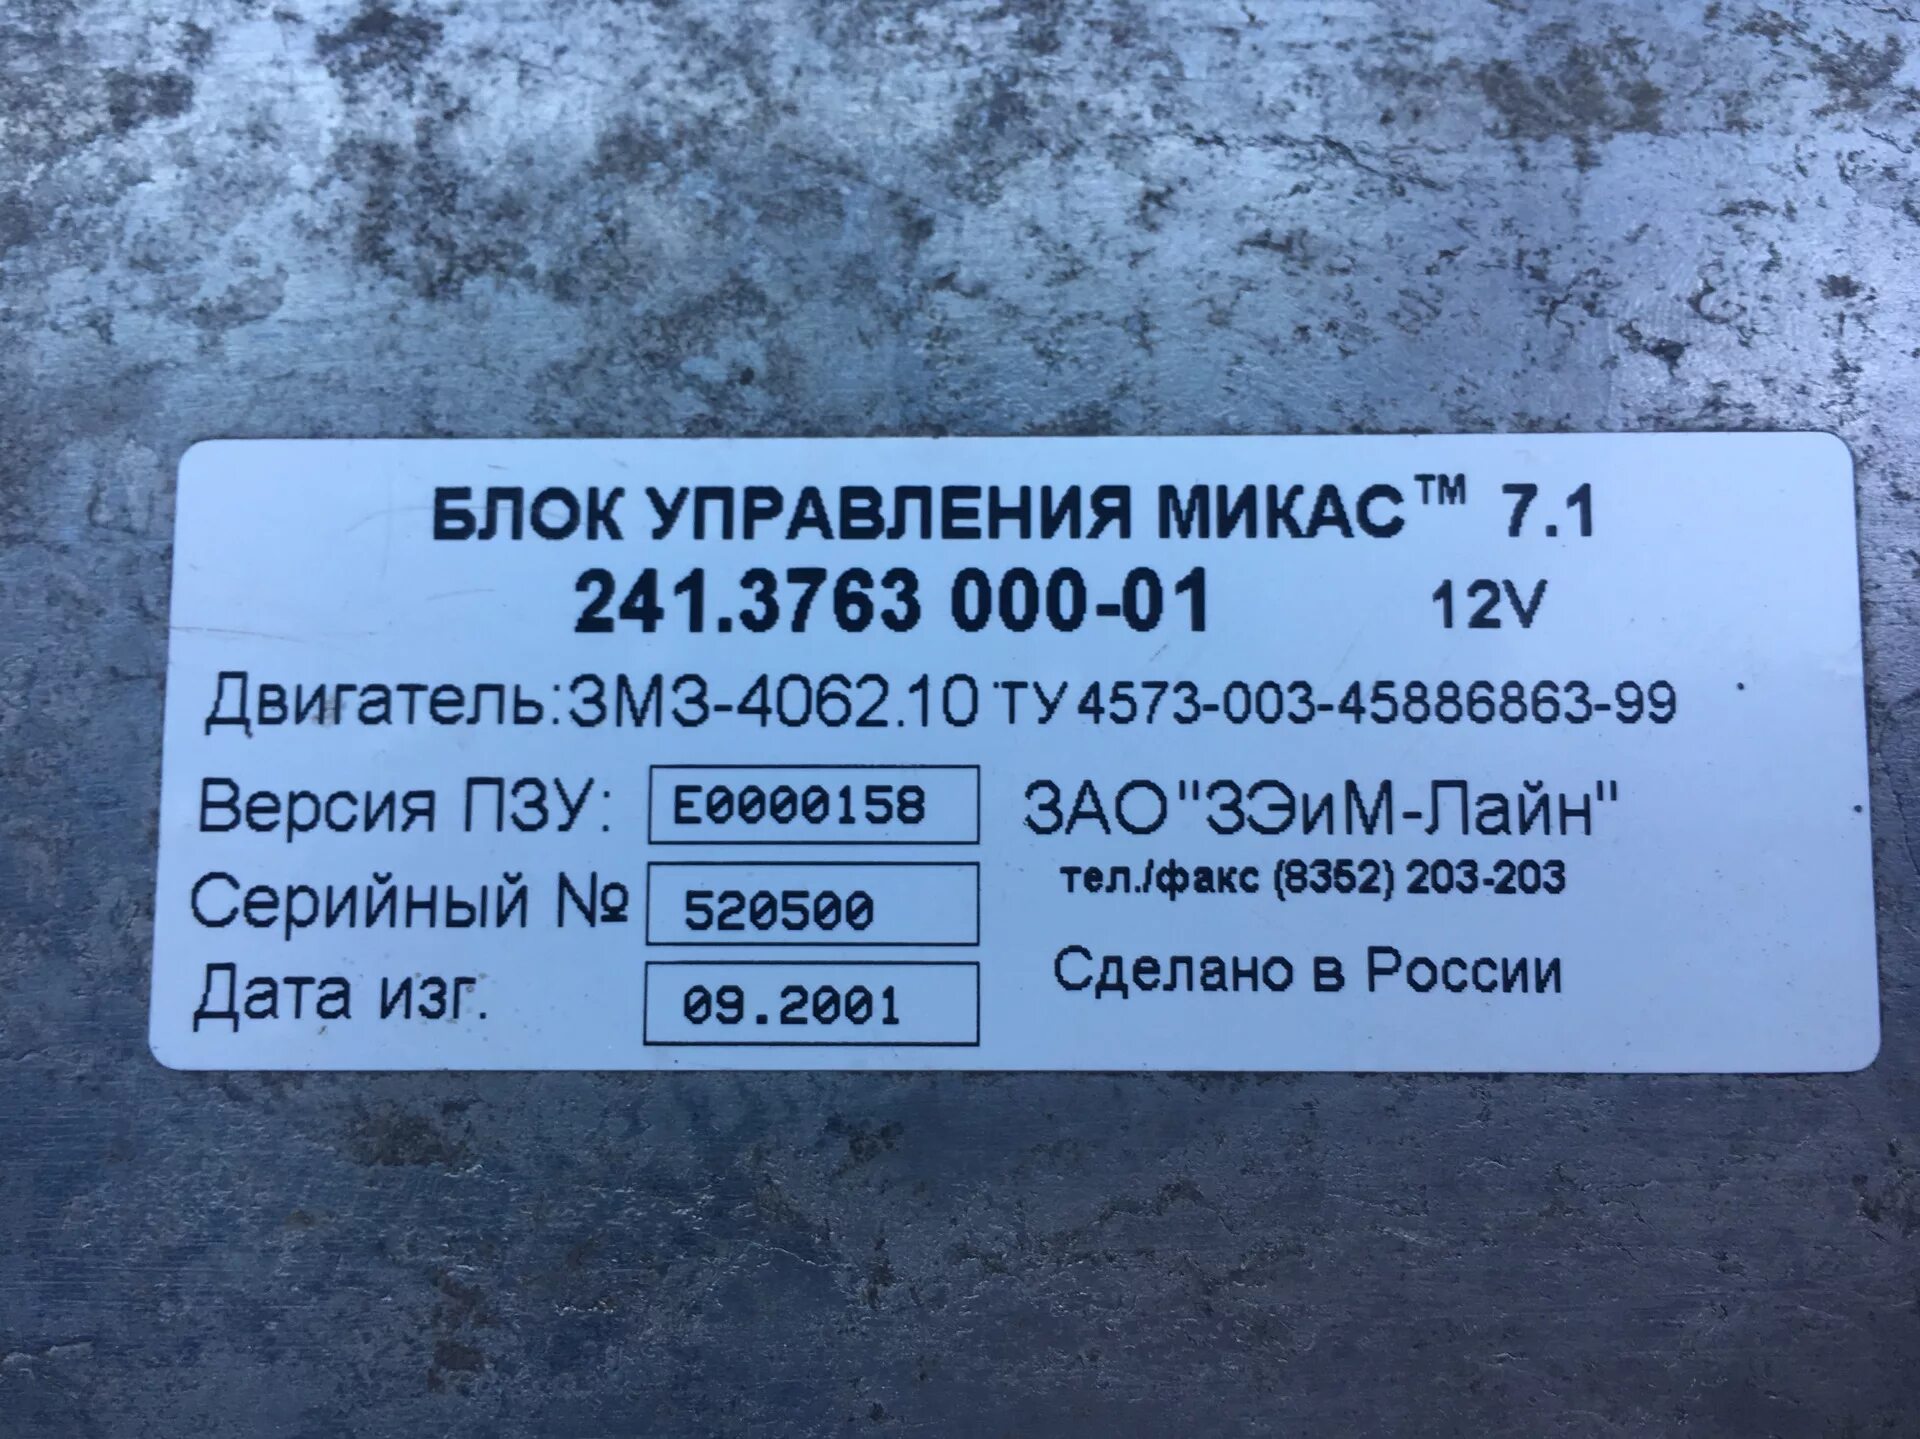 БЛОК УПРАВЛЕНИЯ МИКАС™ 7.1
241.3763 000-01 12V
Двигатель:ЗМЗ-4062.10 ТУ 4573-003-45886863-99
Версия ПЗУ: E0000158 ЗАО "ЗЭиМ-Лайн"
тел./факс (8352) 203-203
Серийный № 520500
Сделано в России
Дата изг. 09.2001